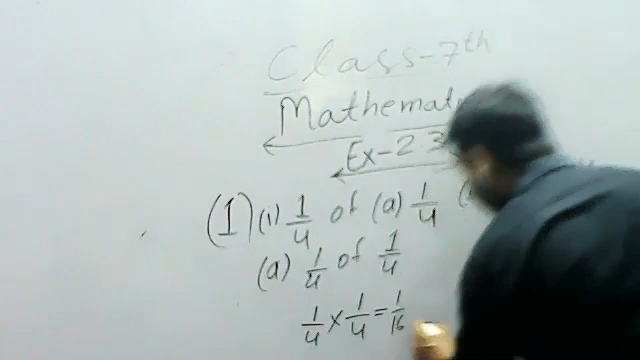 Class-7th
Mathemat
Ex-2 3
(1) (i) 1/4 of (a) 1/4 (
(a) 1/4 of 1/4
1/4 × 1/4 = 1/16